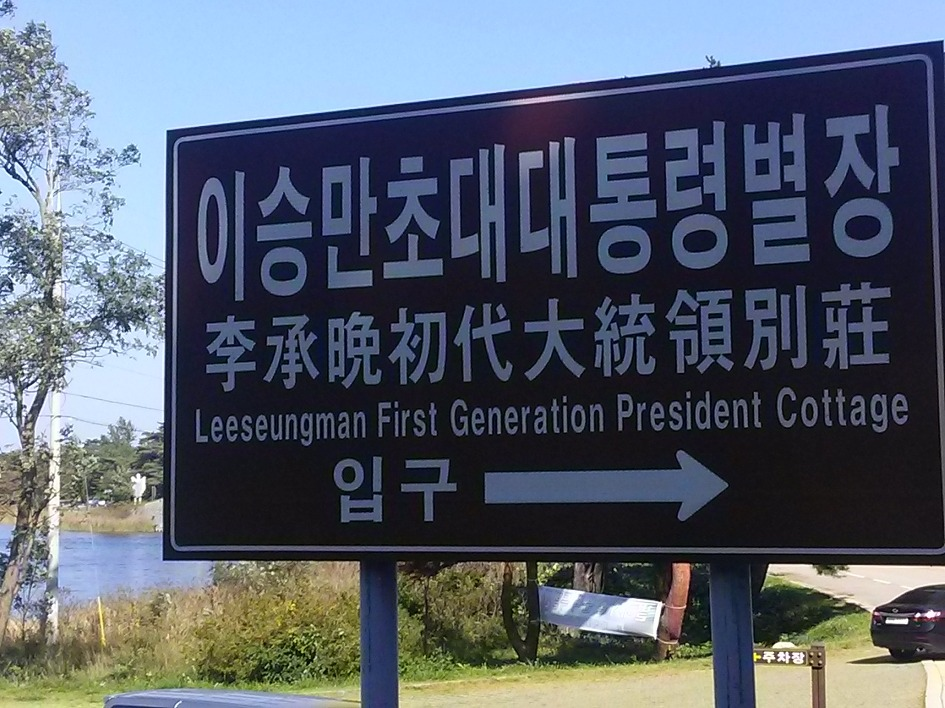 이승만초대대통령별장
李承晩初代大統領別莊
Leeseungman First Generation President Cottage
입구
주차장